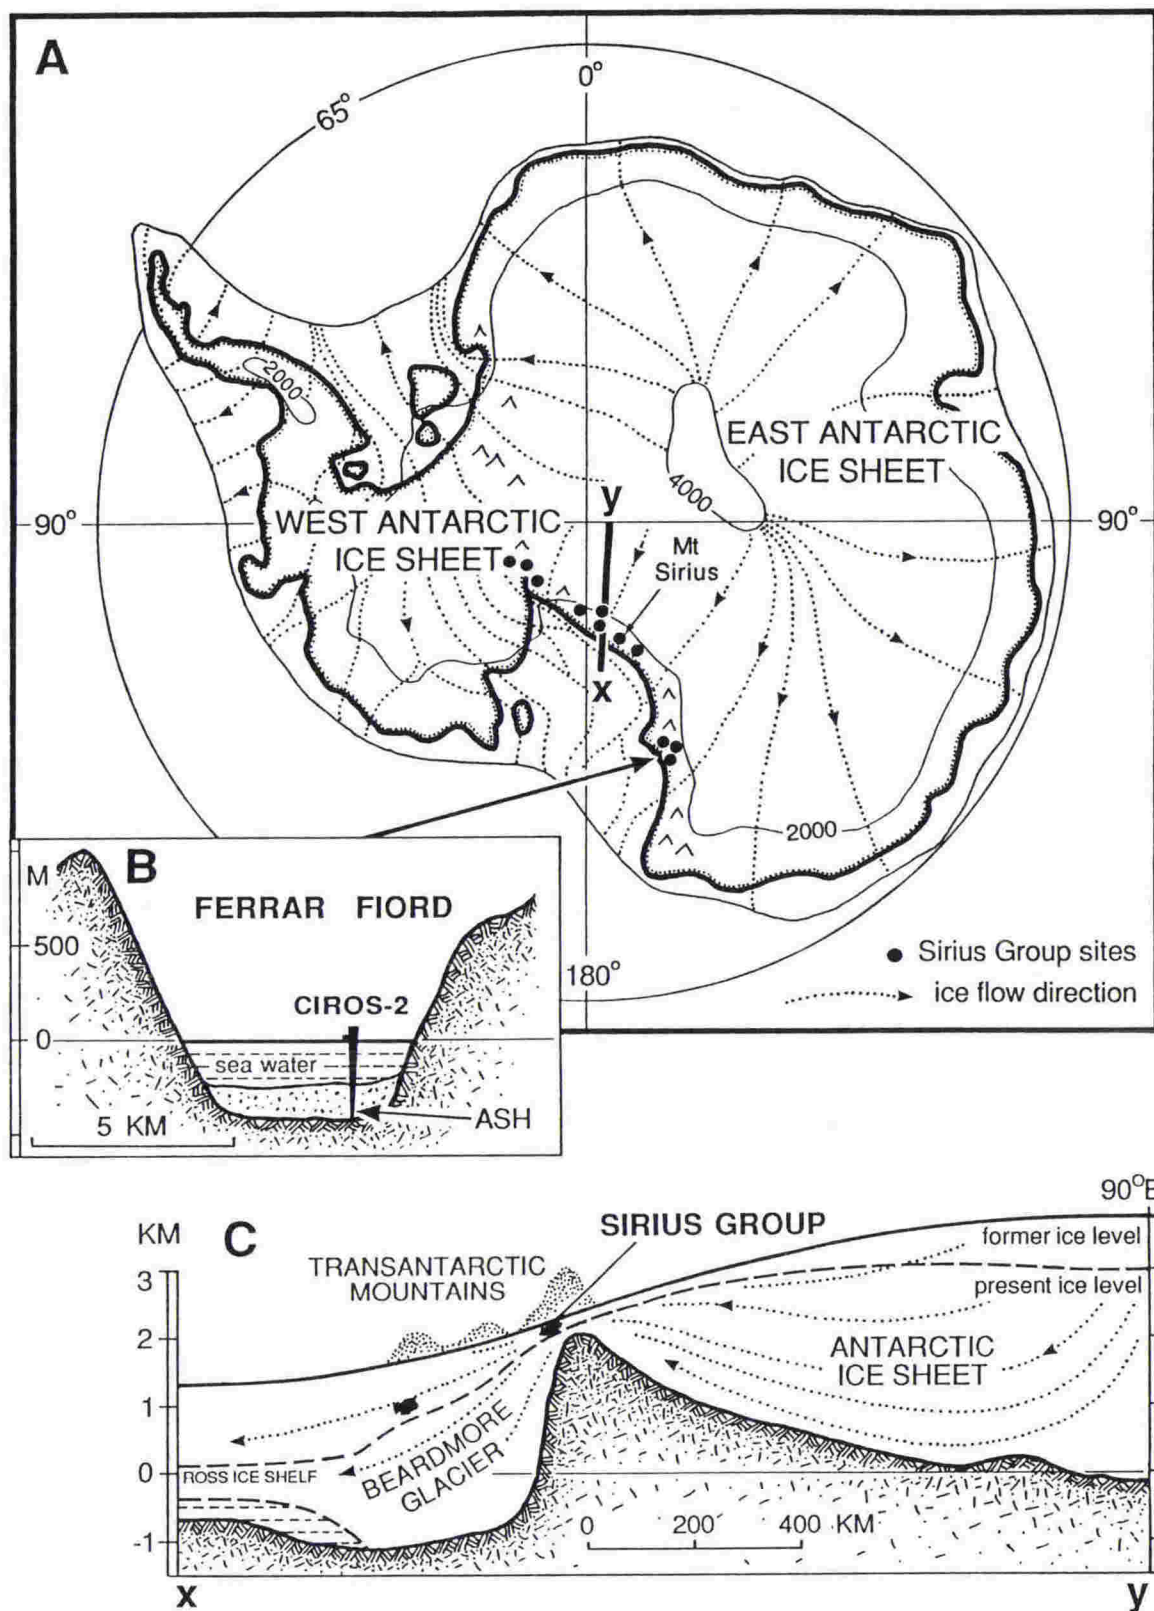 A
0°
65°
2000
EAST ANTARCTIC
ICE SHEET
4000
y
90°
WEST ANTARCTIC
ICE SHEET
90°
Mt
Sirius
x
2000
180°
● Sirius Group sites
ice flow direction
B
M
FERRAR FIORD
500
CIROS-2
0
sea water
5 KM
ASH
C
90°E
KM
SIRIUS GROUP
former ice level
TRANSANTARCTIC
MOUNTAINS
present ice level
3
2
ANTARCTIC
ICE SHEET
1
BEARDMORE
GLACIER
ROSS ICE SHELF
0
0 200 400 KM
-1
x
y